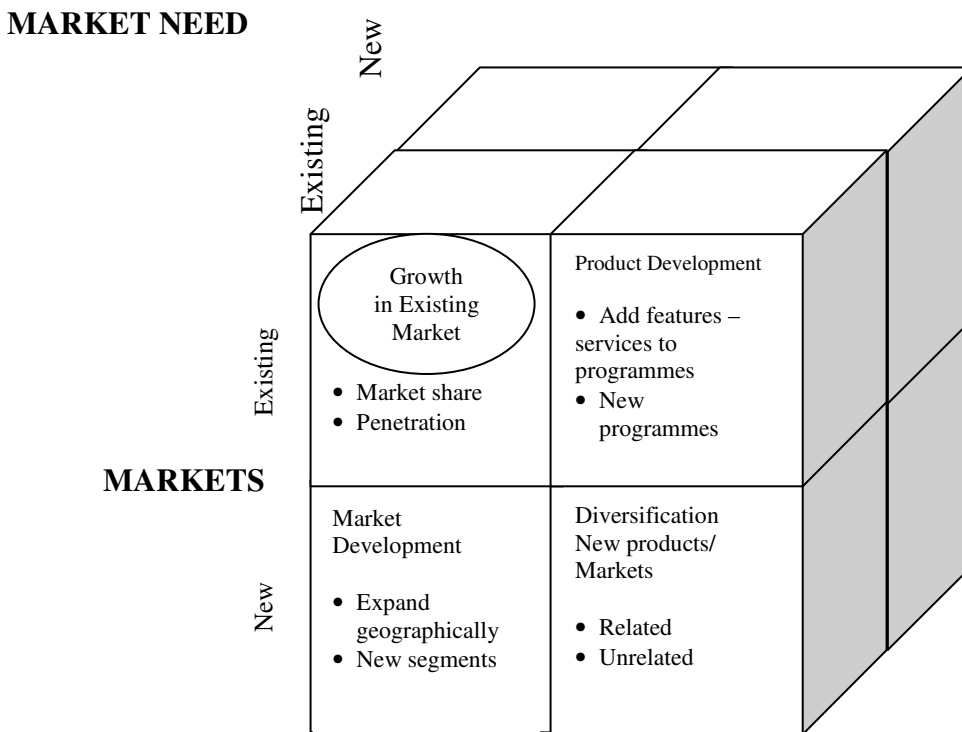 MARKET NEED
New
Existing
Growth
in Existing
Market
• Market share
• Penetration
Product Development
• Add features –
services to
programmes
• New
programmes
Existing
MARKETS
New
Market
Development
• Expand
geographically
• New segments
Diversification
New products/
Markets
• Related
• Unrelated